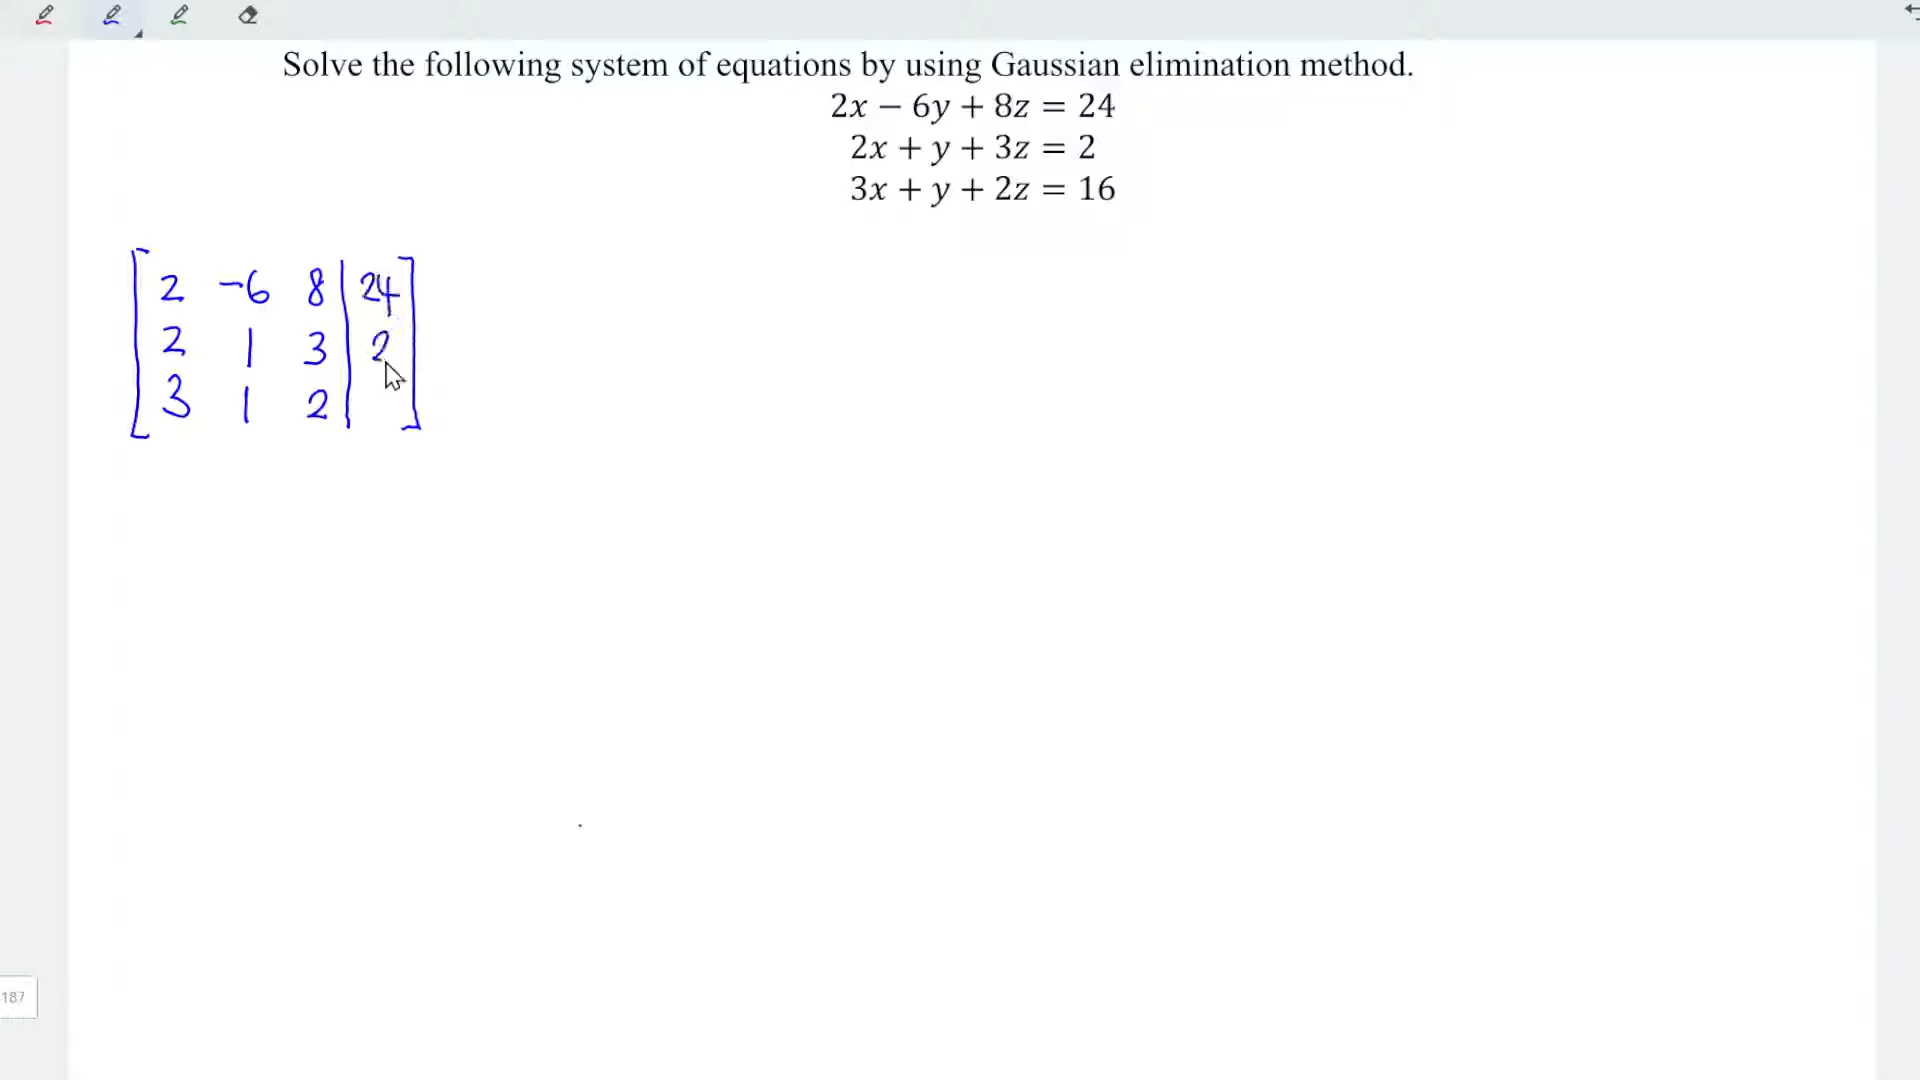 Solve the following system of equations by using Gaussian elimination method.
2x − 6y + 8z = 24
2x + y + 3z = 2
3x + y + 2z = 16
2 -6 8 | 24
2 1 3 | 2
3 1 2 |
187